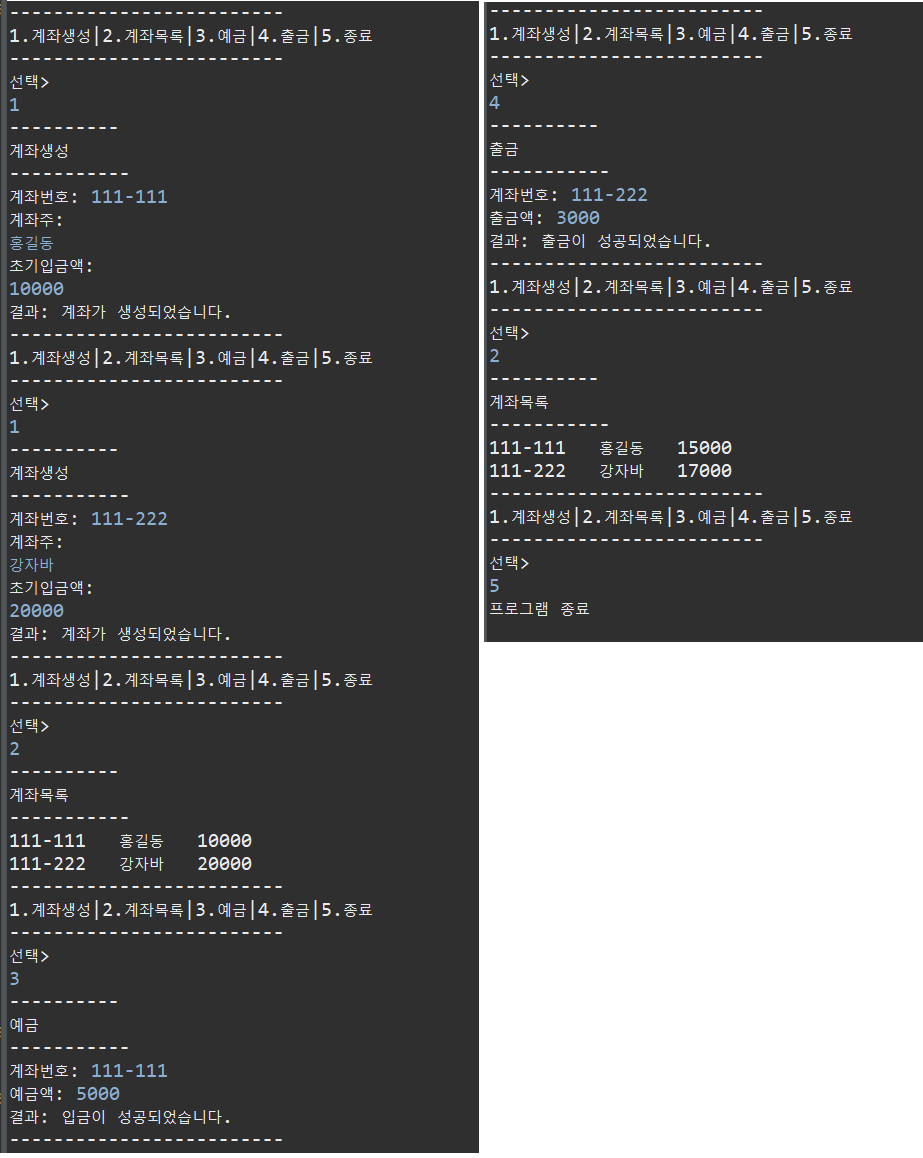 -------------------------
1.계좌생성|2.계좌목록|3.예금|4.출금|5.종료
-------------------------
선택>
1
----------
계좌생성
-----------
계좌번호: 111-111
계좌주:
홍길동
초기입금액:
10000
결과: 계좌가 생성되었습니다.
-------------------------
1.계좌생성|2.계좌목록|3.예금|4.출금|5.종료
-------------------------
선택>
1
----------
계좌생성
-----------
계좌번호: 111-222
계좌주:
강자바
초기입금액:
20000
결과: 계좌가 생성되었습니다.
-------------------------
1.계좌생성|2.계좌목록|3.예금|4.출금|5.종료
-------------------------
선택>
2
----------
계좌목록
-----------
111-111 홍길동 10000
111-222 강자바 20000
-------------------------
1.계좌생성|2.계좌목록|3.예금|4.출금|5.종료
-------------------------
선택>
3
----------
예금
-----------
계좌번호: 111-111
예금액: 5000
결과: 입금이 성공되었습니다.
-------------------------
-------------------------
1.계좌생성|2.계좌목록|3.예금|4.출금|5.종료
-------------------------
선택>
4
----------
출금
-----------
계좌번호: 111-222
출금액: 3000
결과: 출금이 성공되었습니다.
-------------------------
1.계좌생성|2.계좌목록|3.예금|4.출금|5.종료
-------------------------
선택>
2
----------
계좌목록
-----------
111-111 홍길동 15000
111-222 강자바 17000
-------------------------
1.계좌생성|2.계좌목록|3.예금|4.출금|5.종료
-------------------------
선택>
5
프로그램 종료